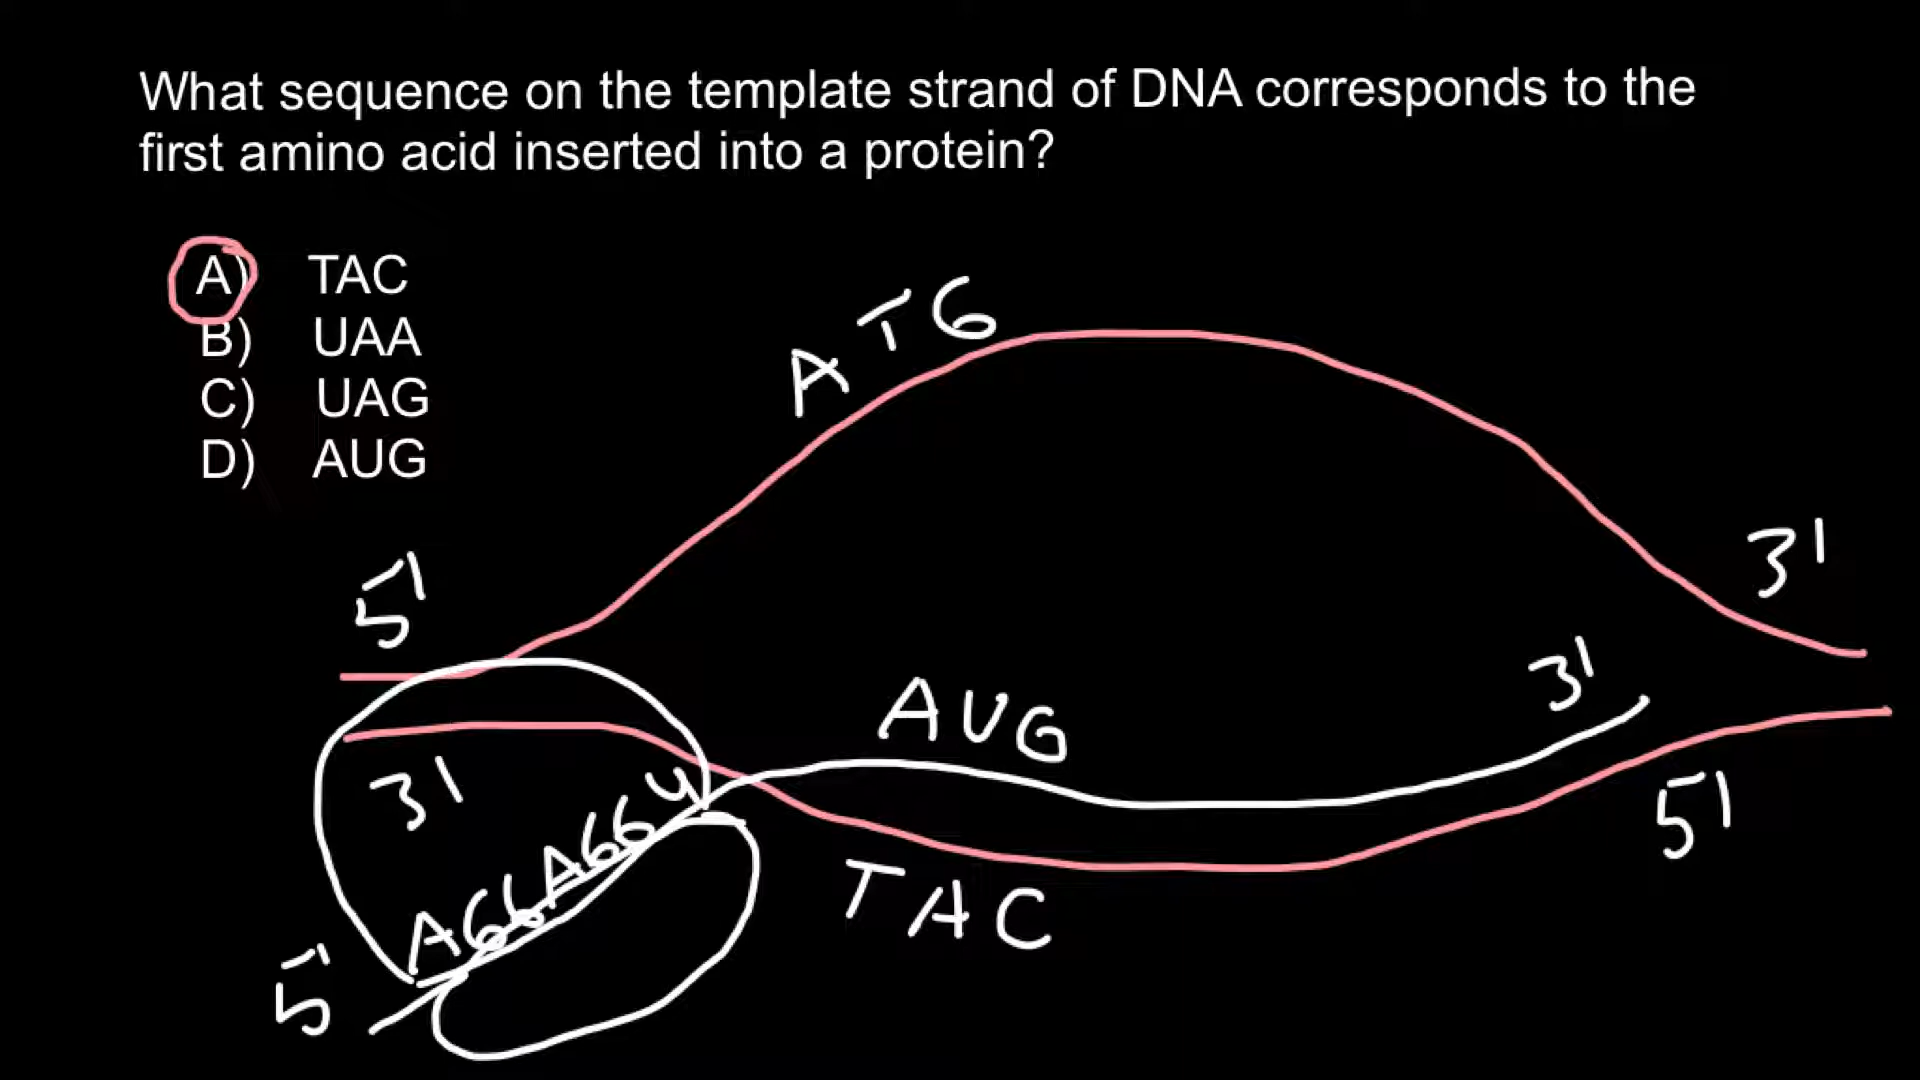 What sequence on the template strand of DNA corresponds to the
first amino acid inserted into a protein?
A) TAC
B) UAA
C) UAG
D) AUG
ATG
5'
3'
3'
AUG
3'
5'
AGGAGGU
TAC
5'